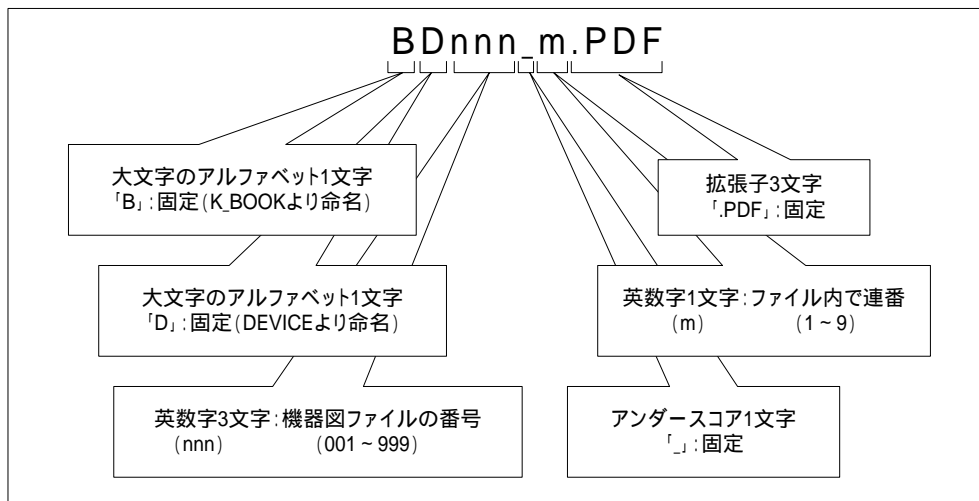 BDnnn_m.PDF
大文字のアルファベット1文字
「B」:固定(K_BOOKより命名)
拡張子3文字
「.PDF」:固定
大文字のアルファベット1文字
「D」:固定(DEVICEより命名)
英数字1文字:ファイル内で連番
(m) (1~9)
英数字3文字:機器図ファイルの番号
(nnn) (001~999)
アンダースコア1文字
「_」:固定